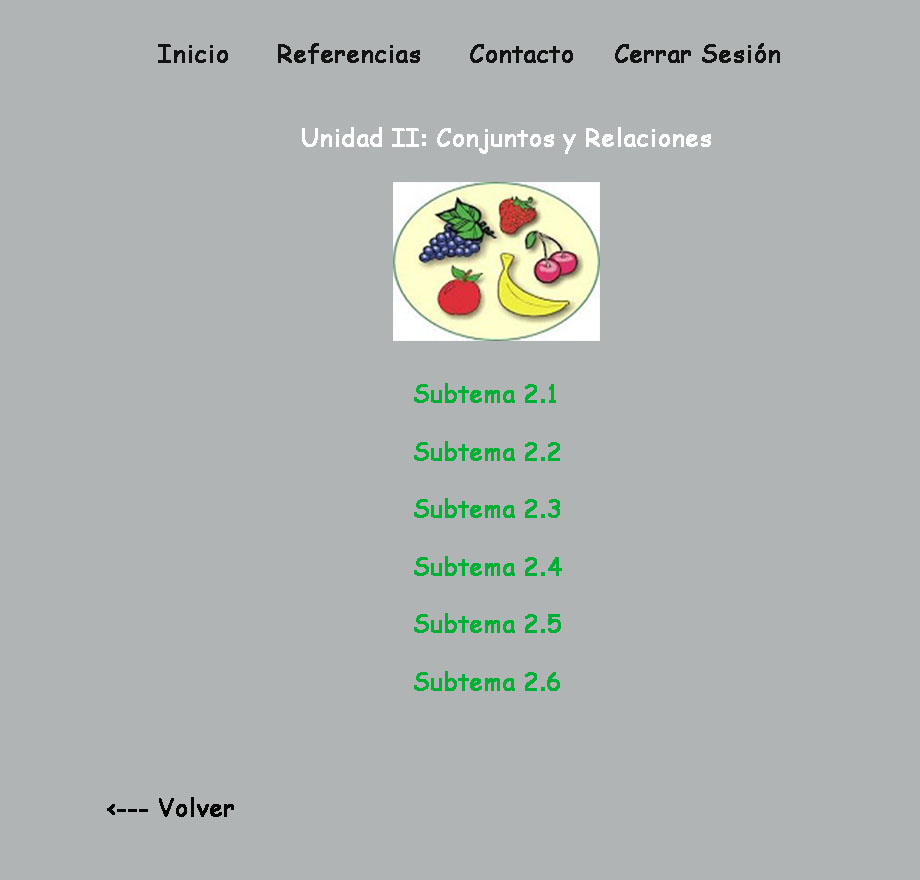 Inicio Referencias Contacto Cerrar Sesión
Unidad II: Conjuntos y Relaciones
Subtema 2.1
Subtema 2.2
Subtema 2.3
Subtema 2.4
Subtema 2.5
Subtema 2.6
<--- Volver